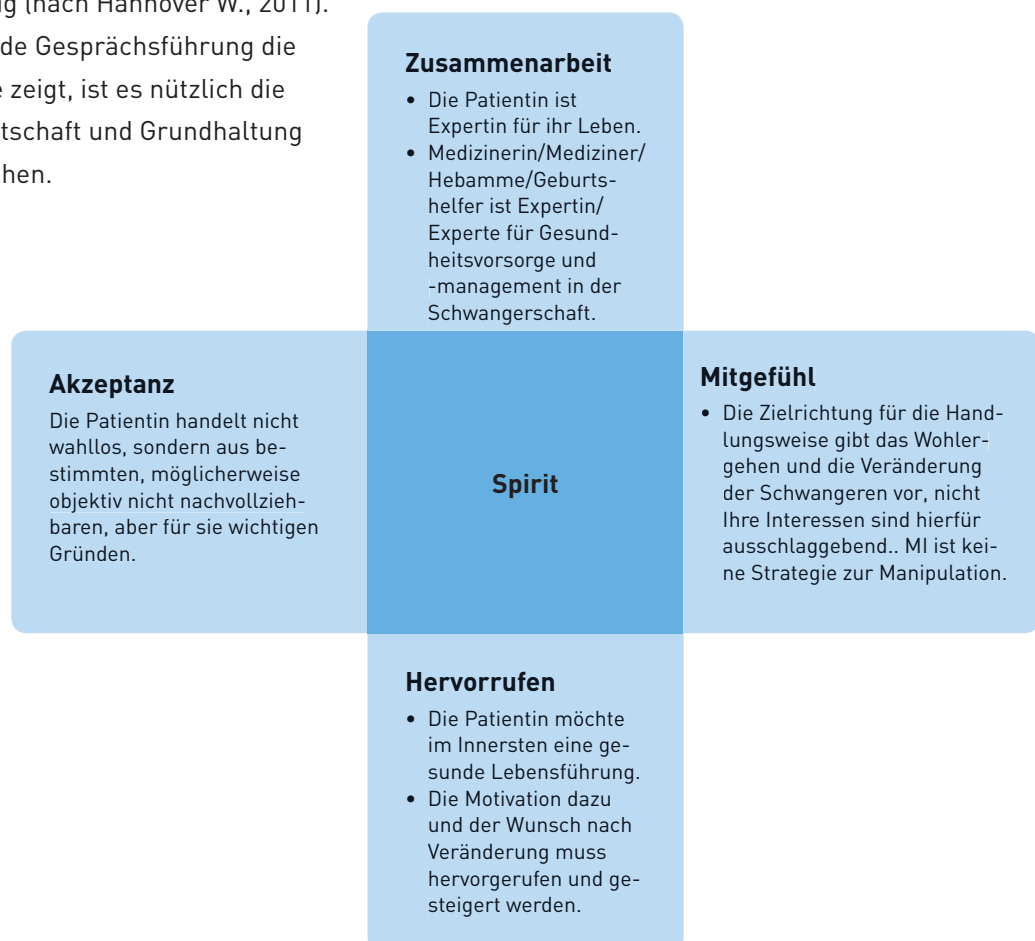 g (nach Hannover W., 2011).
de Gesprächsführung die
e zeigt, ist es nützlich die
tschaft und Grundhaltung
hen.
Zusammenarbeit
• Die Patientin ist
Expertin für ihr Leben.
• Medizinerin/Mediziner/
Hebamme/Geburts-
helfer ist Expertin/
Experte für Gesund-
heitsvorsorge und
-management in der
Schwangerschaft.
Akzeptanz
Die Patientin handelt nicht
wahllos, sondern aus be-
stimmten, möglicherweise
objektiv nicht nachvollzieh-
baren, aber für sie wichtigen
Gründen.
Spirit
Mitgefühl
• Die Zielrichtung für die Hand-
lungsweise gibt das Wohler-
gehen und die Veränderung
der Schwangeren vor, nicht
Ihre Interessen sind hierfür
ausschlaggebend.. MI ist kei-
ne Strategie zur Manipulation.
Hervorrufen
• Die Patientin möchte
im Innersten eine ge-
sunde Lebensführung.
• Die Motivation dazu
und der Wunsch nach
Veränderung muss
hervorgerufen und ge-
steigert werden.